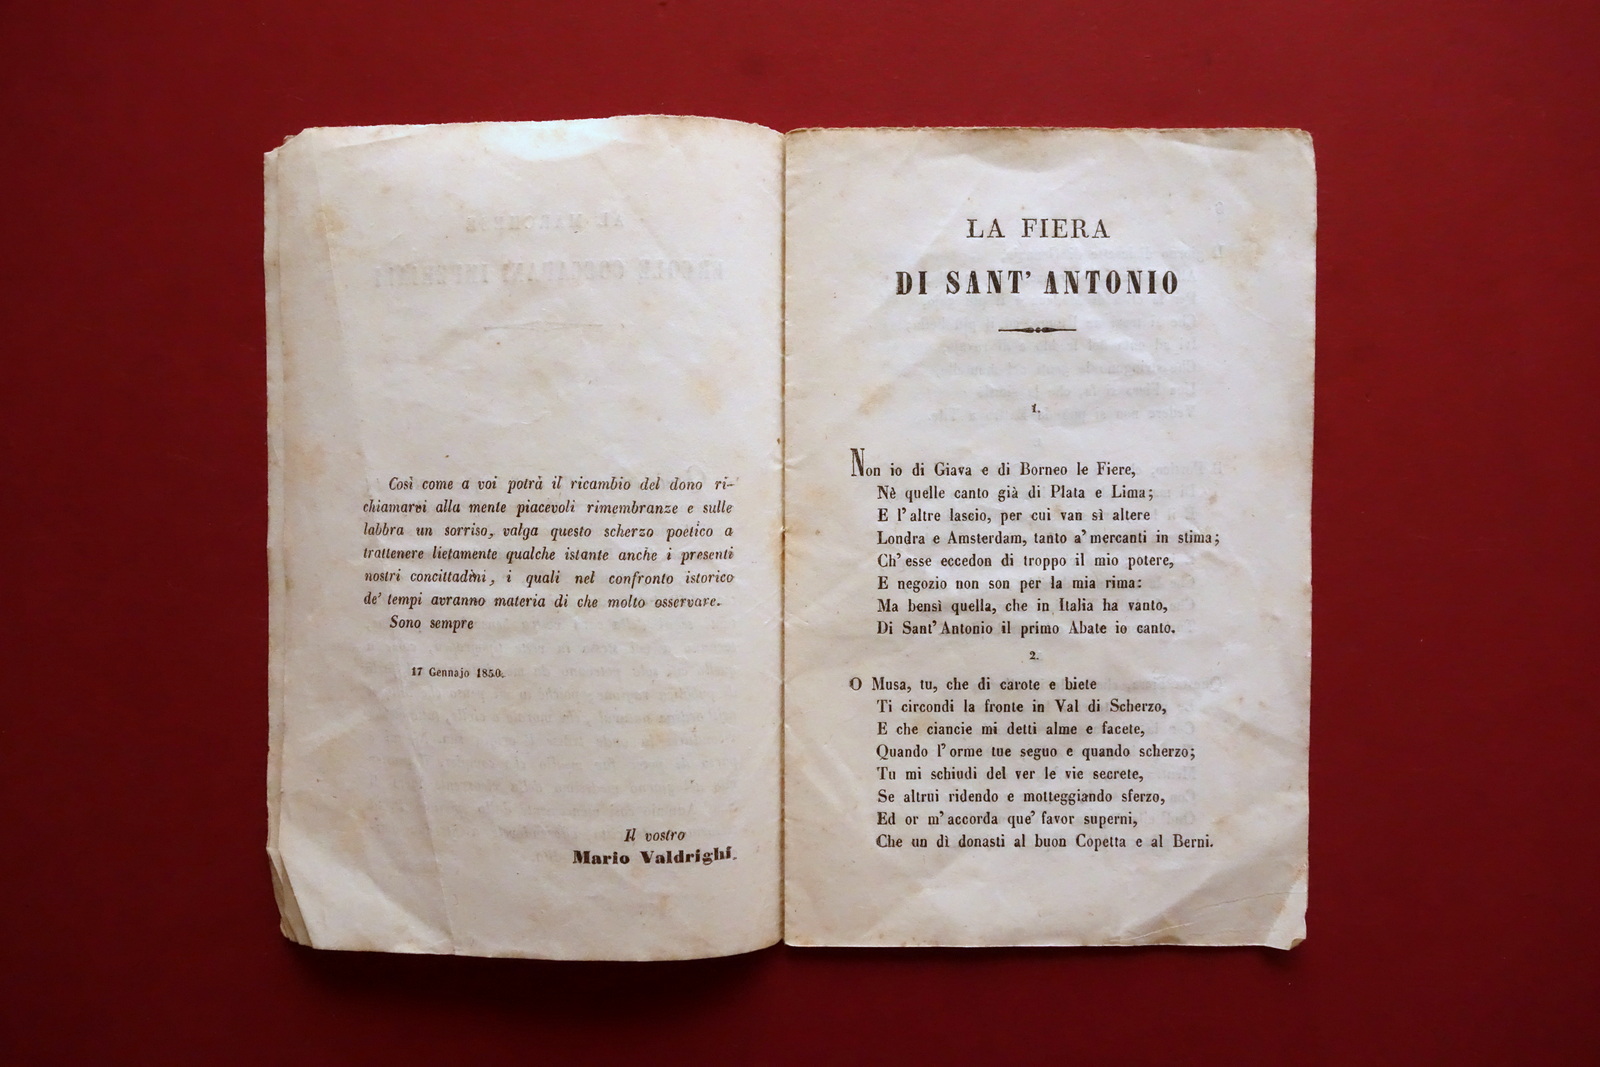 Così come a voi potrà il ricambio del dono ri-
chiamarvi alla mente piacevoli rimembranze e sulle
labbra un sorriso, valga questo scherzo poetico a
trattenere lietamente qualche istante anche i presenti
nostri concittadini, i quali nel confronto istorico
de' tempi avranno materia di che molto osservare.
Sono sempre
17 Gennajo 1850.
Il vostro
Mario Valdrighi.
LA FIERA
DI SANT' ANTONIO
1.
Non io di Giava e di Borneo le Fiere,
Nè quelle canto già di Plata e Lima;
E l'altre lascio, per cui van sì altere
Londra e Amsterdam, tanto a' mercanti in stima;
Ch' esse eccedon di troppo il mio potere,
E negozio non son per la mia rima:
Ma bensì quella, che in Italia ha vanto,
Di Sant' Antonio il primo Abate io canto.
2.
O Musa, tu, che di carote e biete
Ti circondi la fronte in Val di Scherzo,
E che ciancie mi detti alme e facete,
Quando l'orme tue seguo e quando scherzo;
Tu mi schiudi del ver le vie secrete,
Se altrui ridendo e motteggiando sferzo,
Ed or m'accorda que' favor superni,
Che un dì donasti al buon Copetta e al Berni.